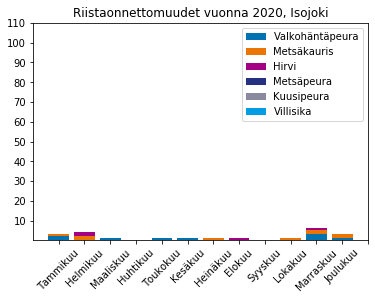 Riistaonnettomuudet vuonna 2020, Isojoki
110
100
90
80
70
60
50
40
30
20
10
Valkohäntäpeura
Metsäkauris
Hirvi
Metsäpeura
Kuusipeura
Villisika
Tammikuu
Helmikuu
Maaliskuu
Huhtikuu
Toukokuu
Kesäkuu
Heinäkuu
Elokuu
Syyskuu
Lokakuu
Marraskuu
Joulukuu